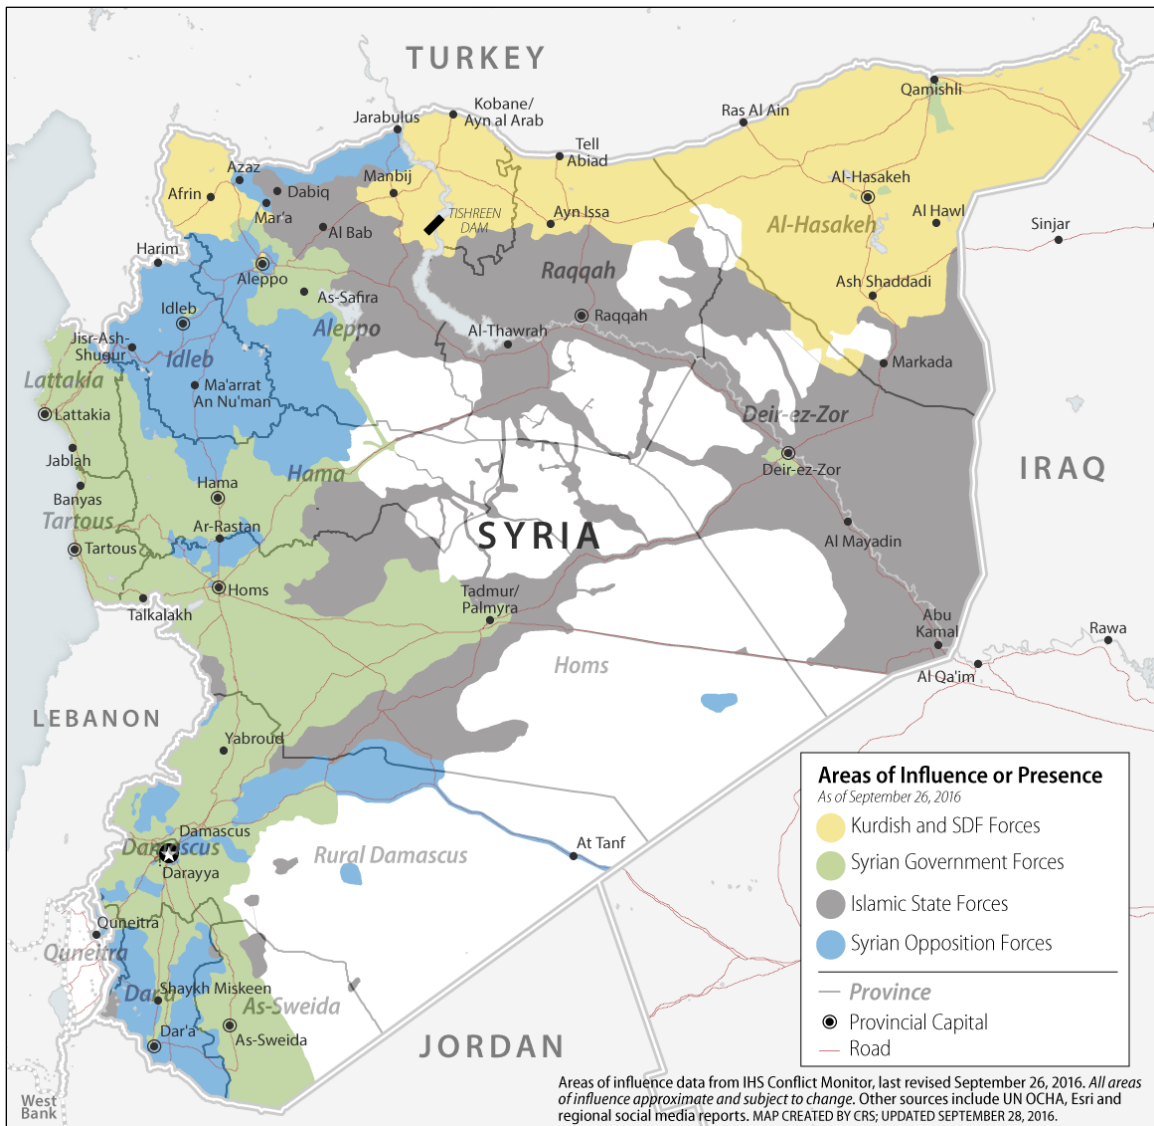 TURKEY
Kobane/
Ayn al Arab
Jarabulus
Ras Al Ain
Qamishli
Tell
Abiad
Azaz
Afrin
Dabiq
Manbij
Mar'a
TISHREEN
DAM
Ayn Issa
Al-Hasakeh
Al-Hasakeh
Al Hawl
Sinjar
Al Bab
Harim
Aleppo
Raqqah
Ash Shaddadi
As-Safira
Idleb
Aleppo
Raqqah
Al-Thawrah
Jisr-Ash-
Shugur
Idleb
Markada
Lattakia
Ma'arrat
An Nu'man
Lattakia
Deir-ez-Zor
Jablah
Hama
Deir-ez-Zor
IRAQ
Banyas
Hama
Tartous
Ar-Rastan
SYRIA
Al Mayadin
Tartous
Homs
Talkalakh
Tadmur/
Palmyra
Abu
Kamal
Rawa
Homs
Al Qa'im
LEBANON
Yabroud
Damascus
Damascus
Darayya
Rural Damascus
At Tanf
Quneitra
Quneitra
Shaykh Miskeen
Dara
As-Sweida
Dar'a
As-Sweida
JORDAN
West
Bank
Areas of Influence or Presence
As of September 26, 2016
Kurdish and SDF Forces
Syrian Government Forces
Islamic State Forces
Syrian Opposition Forces
Province
Provincial Capital
Road
Areas of influence data from IHS Conflict Monitor, last revised September 26, 2016. All areas
of influence approximate and subject to change. Other sources include UN OCHA, Esri and
regional social media reports. MAP CREATED BY CRS; UPDATED SEPTEMBER 28, 2016.